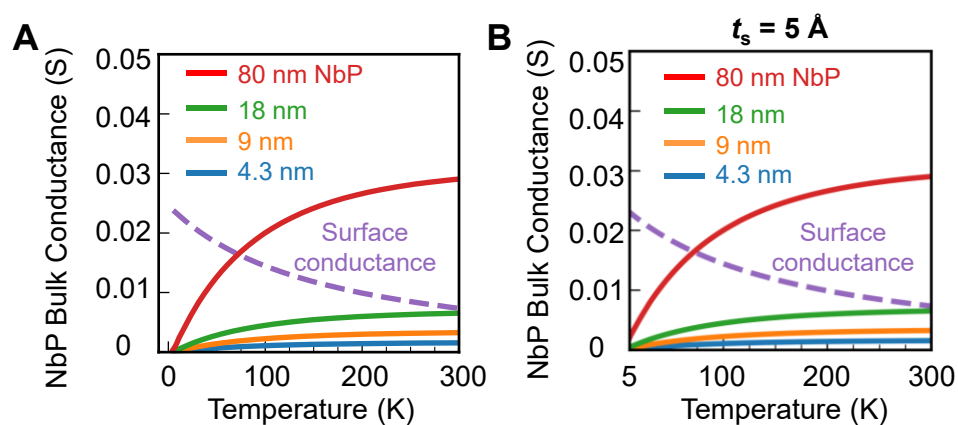 A
NbP Bulk Conductance (S)
0.05
0.04
0.03
0.02
0.01
0
80 nm NbP
18 nm
9 nm
4.3 nm
Surface
conductance
0
100
200
300
Temperature (K)
B
tₛ = 5 Å
NbP Bulk Conductance (S)
0.05
0.04
0.03
0.02
0.01
0
80 nm NbP
18 nm
9 nm
4.3 nm
Surface
conductance
5
100
200
300
Temperature (K)